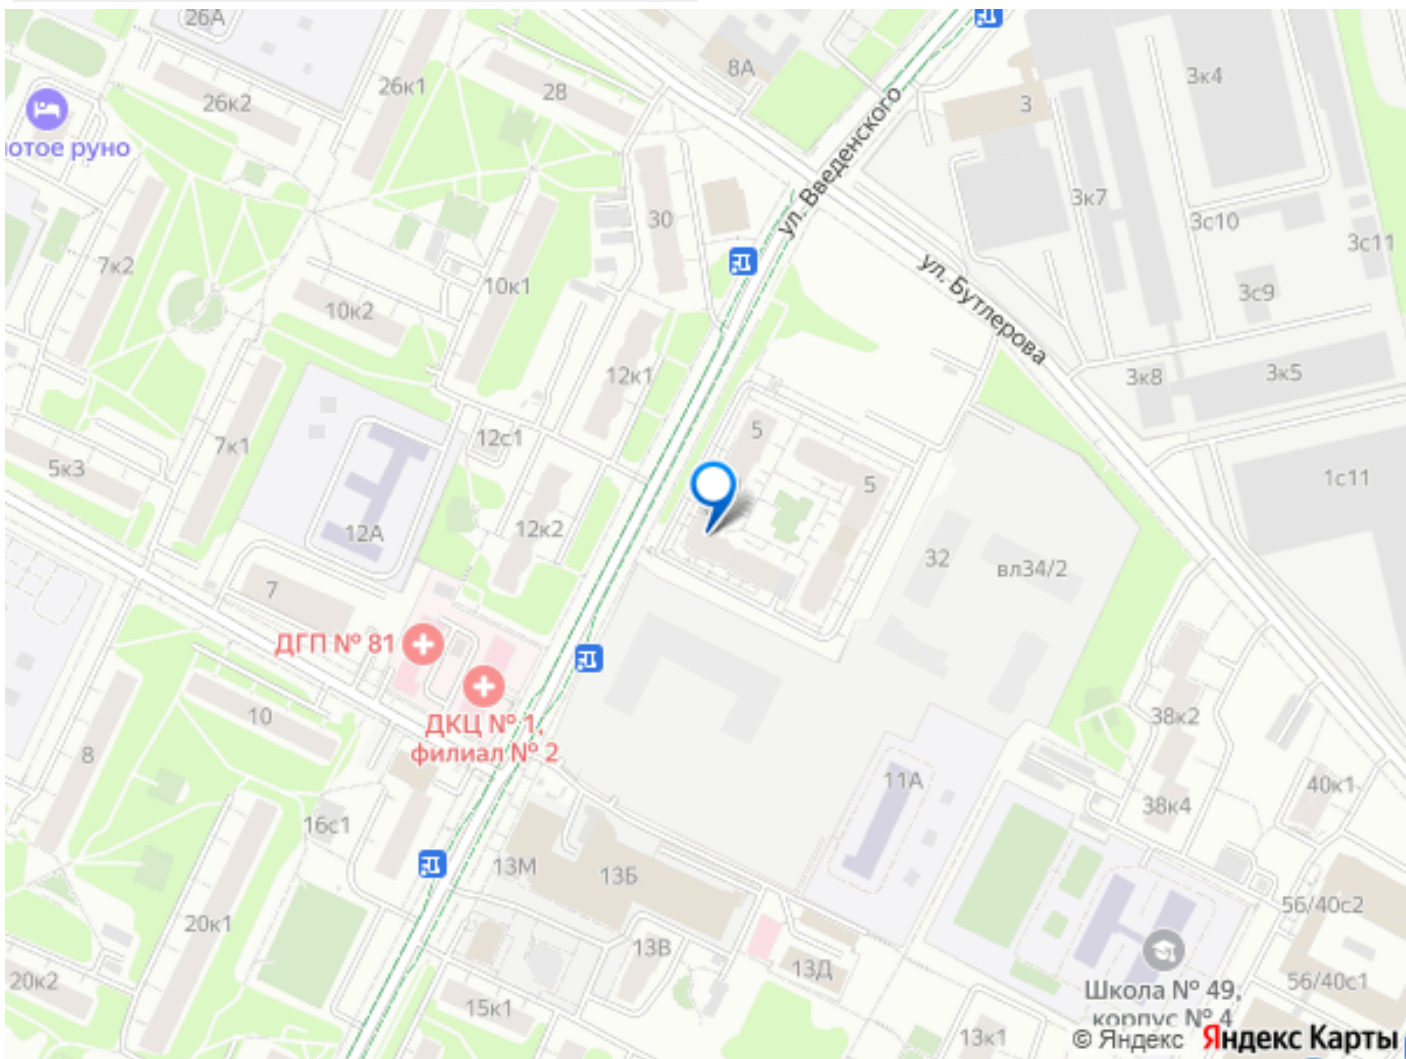 26А
8А
26к2
26к1
28
3
3к4
отое руно
ул. Введенского
30
3к7
3с10
3с11
7к2
10к1
ул. Бутлерова
3с9
10к2
12к1
3к8
3к5
5
7к1
12с1
5к3
5
1с11
12А
12к2
32
вл34/2
7
ДГП № 81
10
ДКЦ № 1,
филиал № 2
38к2
8
11А
40к1
38к4
16с1
13М
13Б
56/40с2
20к1
13В
13Д
20к2
15к1
56/40с1
Школа № 49,
корпус № 4
13к1
© Яндекс Яндекс Карты